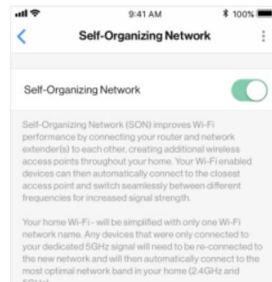 9:41 AM
100%
Self-Organizing Network
Self-Organizing Network
Self-Organizing Network (SON) improves Wi-Fi
performance by connecting your router and network
extender(s) to each other, creating additional wireless
access points throughout your home. Your Wi-Fi enabled
devices can then automatically connect to the closest
access point and switch seamlessly between different
frequencies for increased signal strength.
Your home Wi-Fi - will be simplified with only one Wi-Fi
network name. Any devices that were only connected to
your dedicated 5GHz signal will need to be re-connected to
the new network and will then automatically connect to the
most optimal network band in your home (2.4GHz and